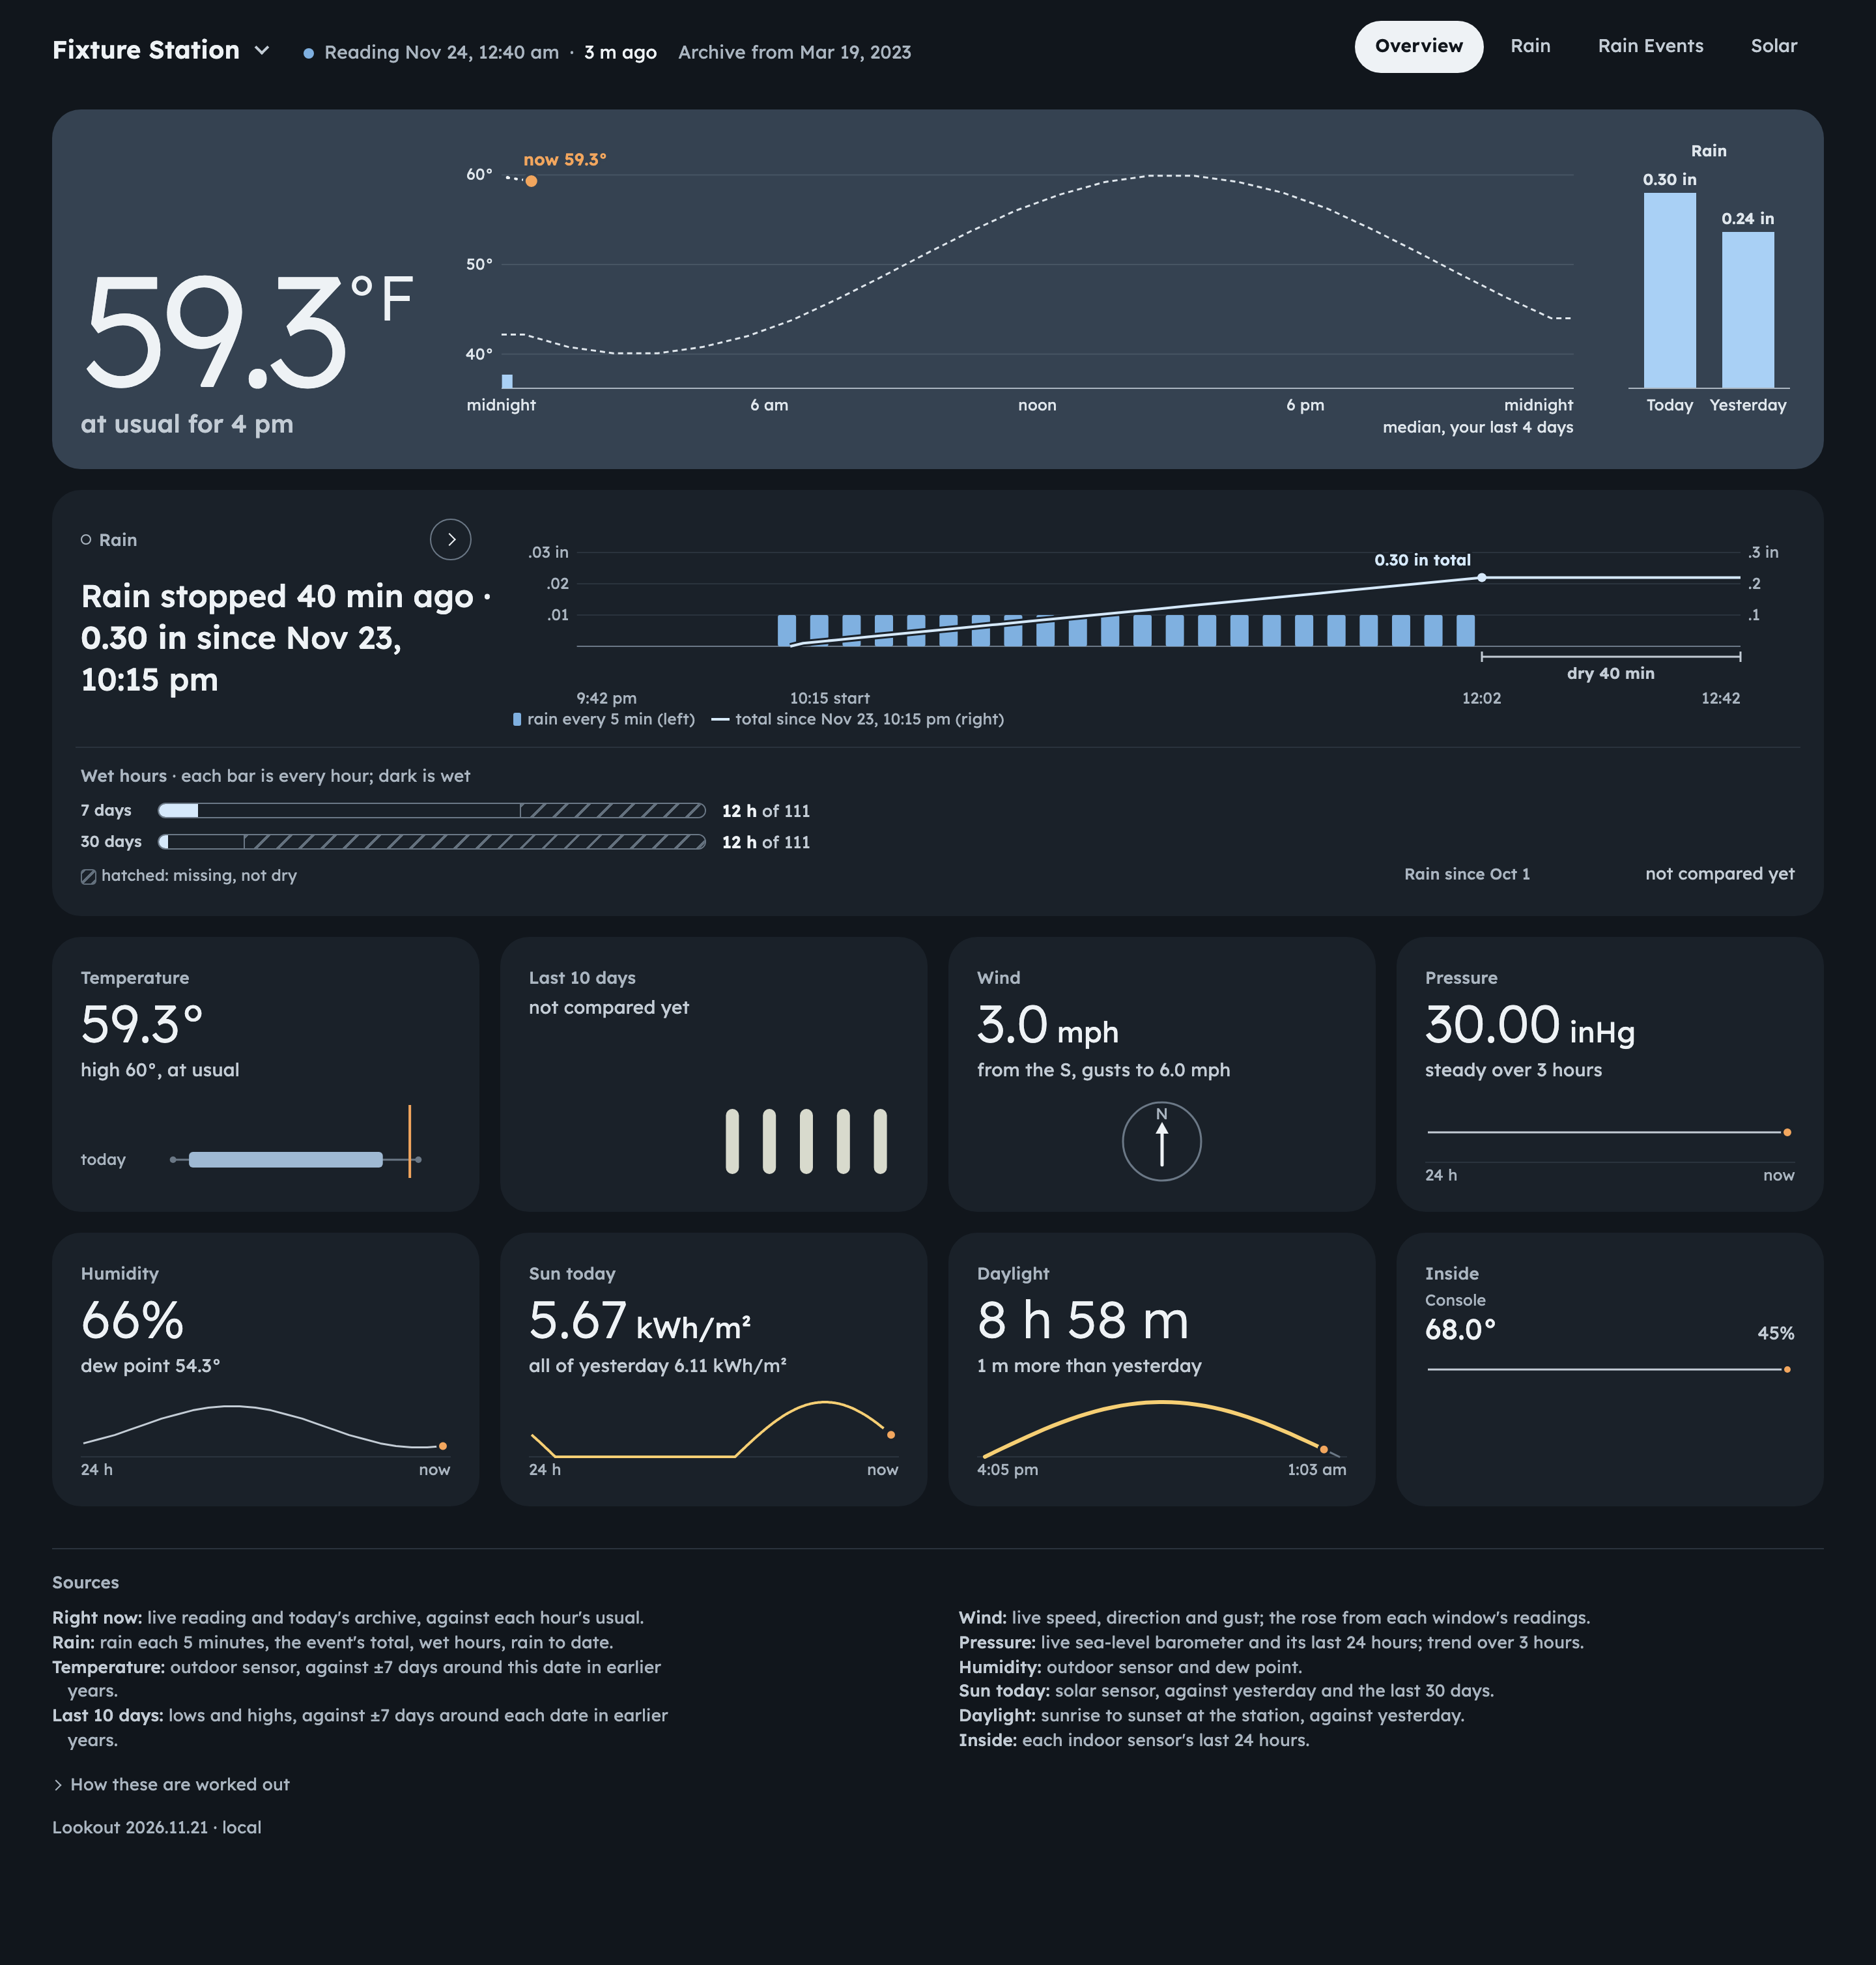 Fixture Station
Reading Nov 24, 12:40 am · 3 m ago
Archive from Mar 19, 2023
Overview
Rain
Rain Events
Solar
59.3°F
at usual for 4 pm
now 59.3°
60°
50°
40°
midnight
6 am
noon
6 pm
midnight
median, your last 4 days
Rain
0.30 in
0.24 in
Today
Yesterday
Rain
Rain stopped 40 min ago ·
0.30 in since Nov 23,
10:15 pm
.03 in
.02
.01
0.30 in total
.3 in
.2
.1
dry 40 min
9:42 pm
10:15 start
12:02
12:42
rain every 5 min (left)
total since Nov 23, 10:15 pm (right)
Wet hours · each bar is every hour; dark is wet
7 days
12 h of 111
30 days
12 h of 111
hatched: missing, not dry
Rain since Oct 1
not compared yet
Temperature
59.3°
high 60°, at usual
today
Last 10 days
not compared yet
Wind
3.0 mph
from the S, gusts to 6.0 mph
N
Pressure
30.00 inHg
steady over 3 hours
24 h
now
Humidity
66%
dew point 54.3°
24 h
now
Sun today
5.67 kWh/m²
all of yesterday 6.11 kWh/m²
24 h
now
Daylight
8 h 58 m
1 m more than yesterday
4:05 pm
1:03 am
Inside
Console
68.0°
45%
Sources
Right now: live reading and today's archive, against each hour's usual.
Rain: rain each 5 minutes, the event's total, wet hours, rain to date.
Temperature: outdoor sensor, against ±7 days around this date in earlier
years.
Last 10 days: lows and highs, against ±7 days around each date in earlier
years.
Wind: live speed, direction and gust; the rose from each window's readings.
Pressure: live sea-level barometer and its last 24 hours; trend over 3 hours.
Humidity: outdoor sensor and dew point.
Sun today: solar sensor, against yesterday and the last 30 days.
Daylight: sunrise to sunset at the station, against yesterday.
Inside: each indoor sensor's last 24 hours.
How these are worked out
Lookout 2026.11.21 · local